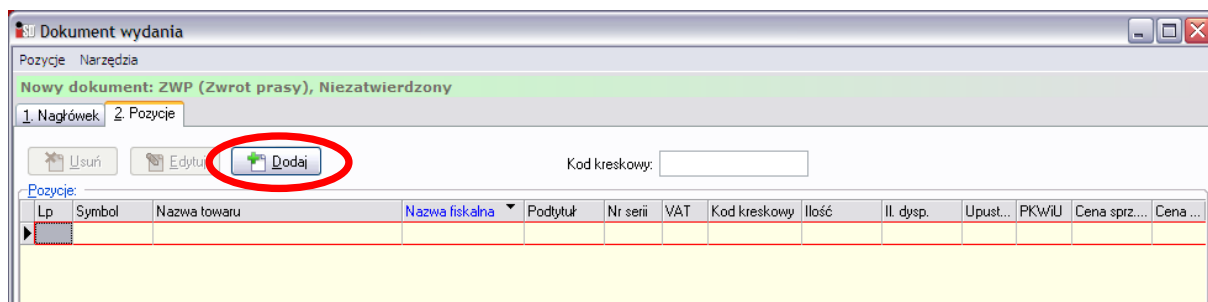 Dokument wydania
Pozycje Narzędzia
Nowy dokument: ZWP (Zwrot prasy), Niezatwierdzony
1. Nagłówek 2. Pozycje
Usuń Edytuj Dodaj Kod kreskowy:
Pozycje:
Lp Symbol Nazwa towaru Nazwa fiskalna Podtytuł Nr serii VAT Kod kreskowy Ilość Il. dysp. Upust... PKWiU Cena sprz.... Cena ...